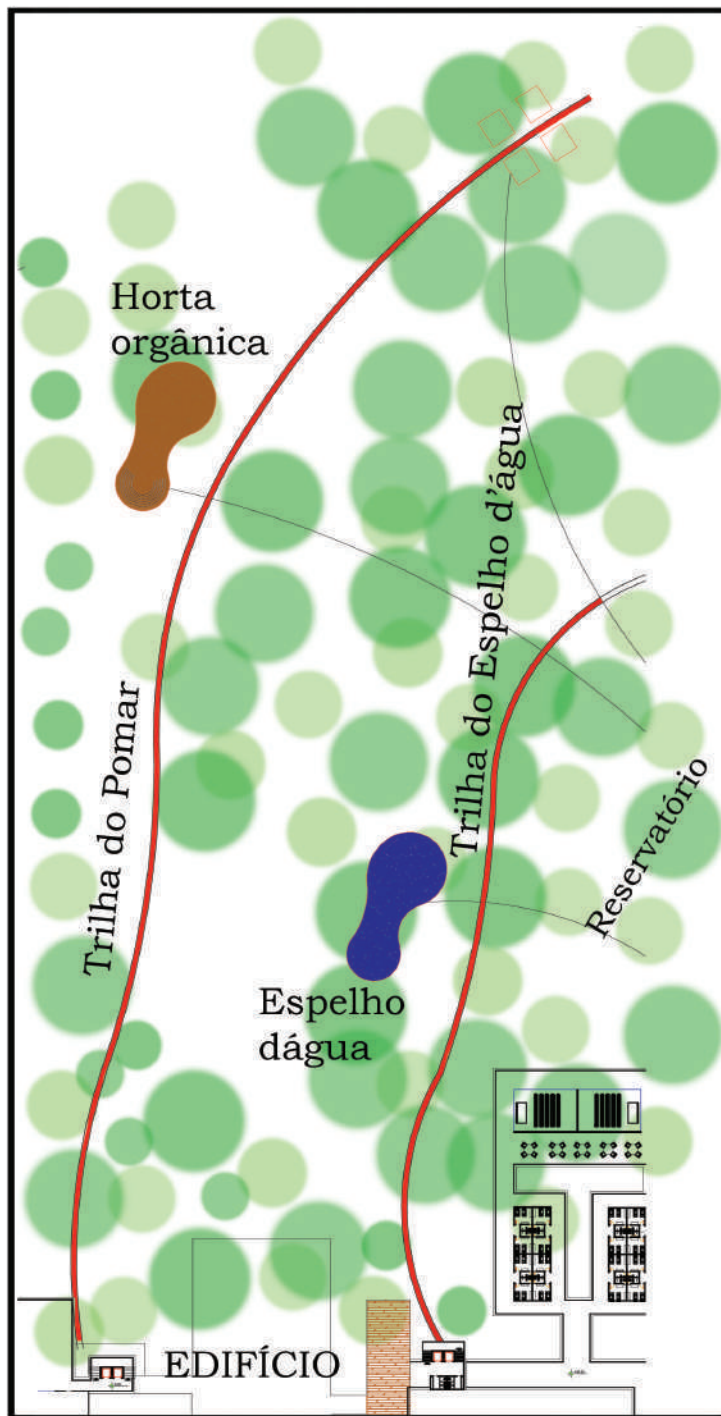 Horta
orgânica
Trilha do Espelho d'água
Trilha do Pomar
Reservatório
Espelho
dágua
EDIFÍCIO